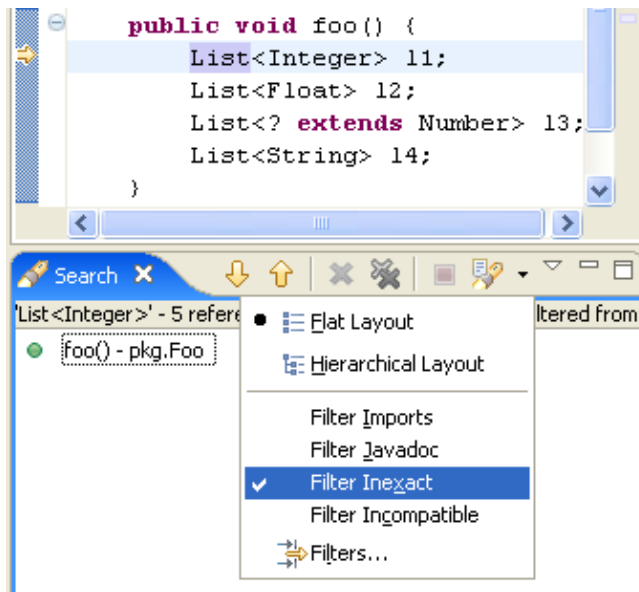 public void foo() {
List<Integer> l1;
List<Float> l2;
List<? extends Number> l3;
List<String> l4;
}
Search
'List<Integer>' - 5 refere
ltered from
foo() - pkg.Foo
Flat Layout
Hierarchical Layout
Filter Imports
Filter Javadoc
Filter Inexact
Filter Incompatible
Filters...